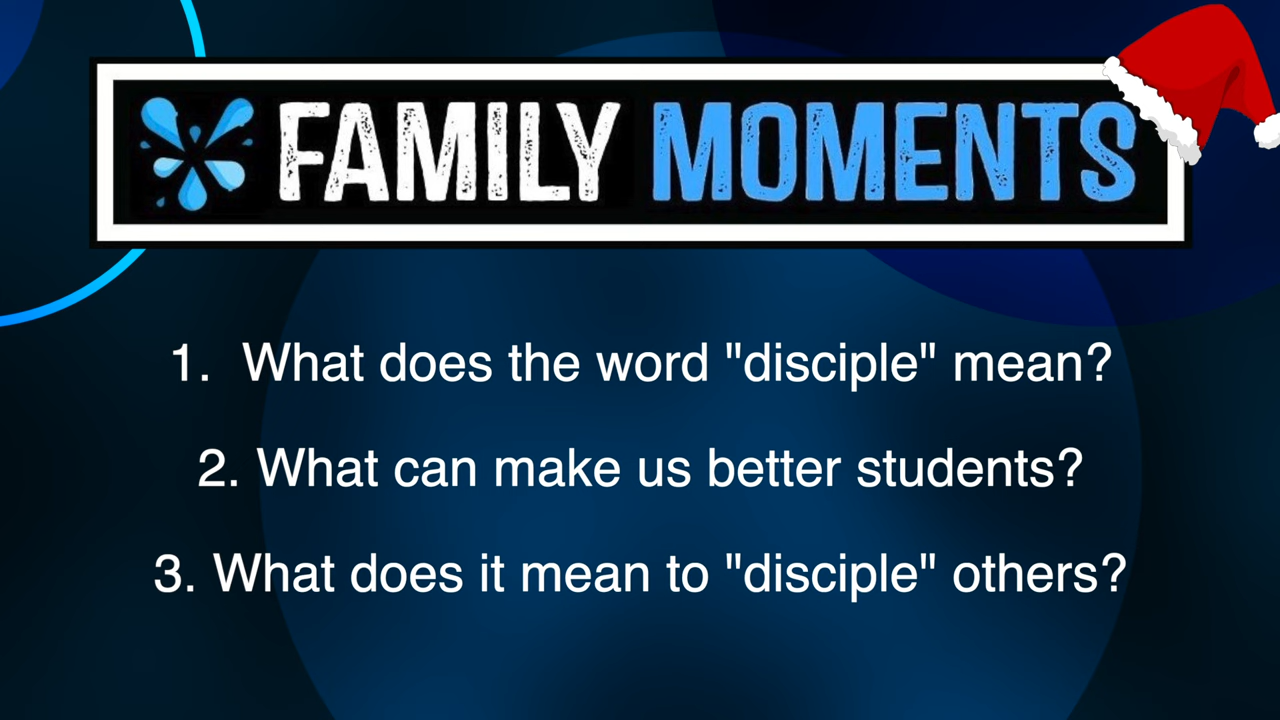 FAMILY MOMENTS
1. What does the word "disciple" mean?
2. What can make us better students?
3. What does it mean to "disciple" others?